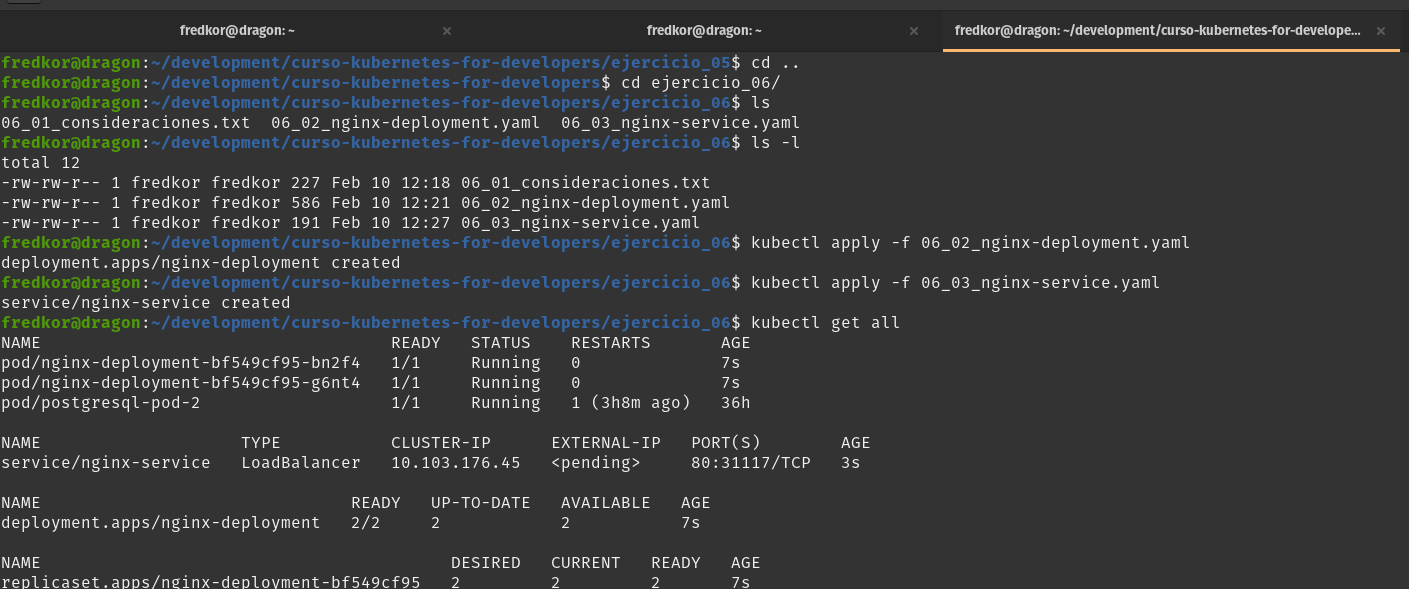 fredkor@dragon: ~ × fredkor@dragon: ~ × fredkor@dragon: ~/development/curso-kubernetes-for-develope... ×
fredkor@dragon:~/development/curso-kubernetes-for-developers/ejercicio_05$ cd ..
fredkor@dragon:~/development/curso-kubernetes-for-developers$ cd ejercicio_06/
fredkor@dragon:~/development/curso-kubernetes-for-developers/ejercicio_06$ ls
06_01_consideraciones.txt  06_02_nginx-deployment.yaml  06_03_nginx-service.yaml
fredkor@dragon:~/development/curso-kubernetes-for-developers/ejercicio_06$ ls -l
total 12
-rw-rw-r-- 1 fredkor fredkor 227 Feb 10 12:18 06_01_consideraciones.txt
-rw-rw-r-- 1 fredkor fredkor 586 Feb 10 12:21 06_02_nginx-deployment.yaml
-rw-rw-r-- 1 fredkor fredkor 191 Feb 10 12:27 06_03_nginx-service.yaml
fredkor@dragon:~/development/curso-kubernetes-for-developers/ejercicio_06$ kubectl apply -f 06_02_nginx-deployment.yaml
deployment.apps/nginx-deployment created
fredkor@dragon:~/development/curso-kubernetes-for-developers/ejercicio_06$ kubectl apply -f 06_03_nginx-service.yaml
service/nginx-service created
fredkor@dragon:~/development/curso-kubernetes-for-developers/ejercicio_06$ kubectl get all
NAME                                   READY   STATUS    RESTARTS       AGE
pod/nginx-deployment-bf549cf95-bn2f4   1/1     Running   0              7s
pod/nginx-deployment-bf549cf95-g6nt4   1/1     Running   0              7s
pod/postgresql-pod-2                   1/1     Running   1 (3h8m ago)   36h
NAME                    TYPE           CLUSTER-IP      EXTERNAL-IP   PORT(S)        AGE
service/nginx-service   LoadBalancer   10.103.176.45   <pending>     80:31117/TCP   3s
NAME                               READY   UP-TO-DATE   AVAILABLE   AGE
deployment.apps/nginx-deployment   2/2     2            2           7s
NAME                                         DESIRED   CURRENT   READY   AGE
replicaset.apps/nginx-deployment-bf549cf95   2         2         2       7s